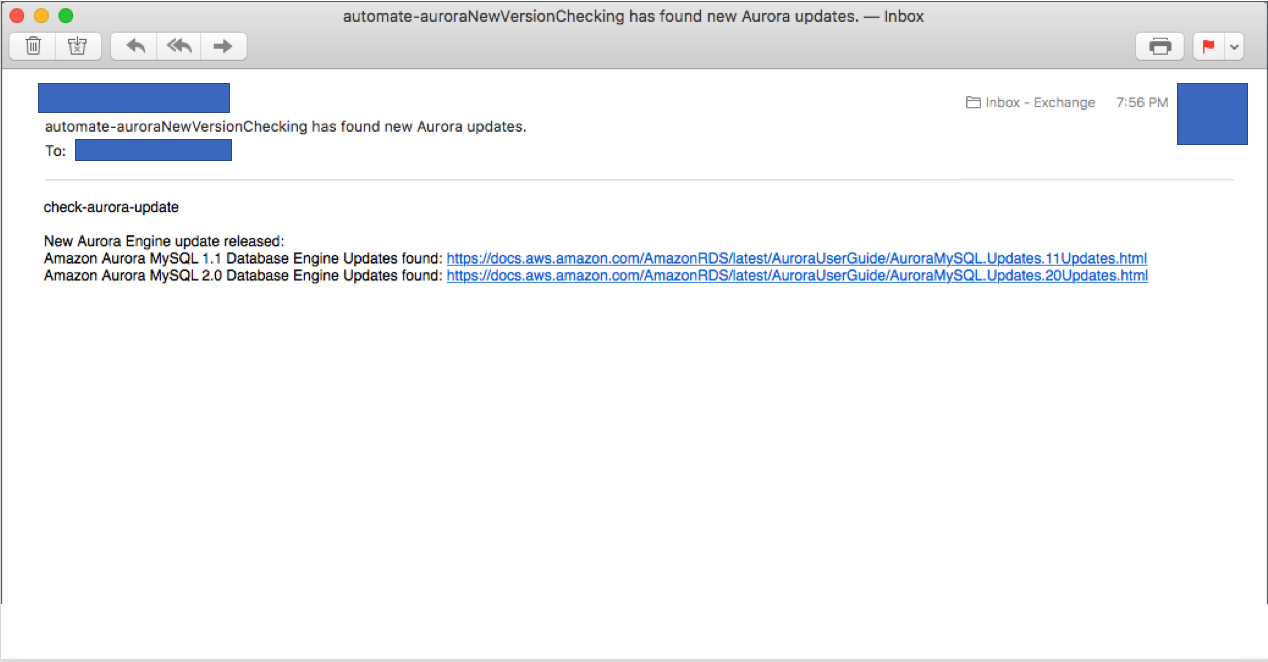 automate-auroraNewVersionChecking has found new Aurora updates. — Inbox
Inbox - Exchange 7:56 PM
automate-auroraNewVersionChecking has found new Aurora updates.
To:
check-aurora-update
New Aurora Engine update released:
Amazon Aurora MySQL 1.1 Database Engine Updates found: https://docs.aws.amazon.com/AmazonRDS/latest/AuroraUserGuide/AuroraMySQL.Updates.11Updates.html
Amazon Aurora MySQL 2.0 Database Engine Updates found: https://docs.aws.amazon.com/AmazonRDS/latest/AuroraUserGuide/AuroraMySQL.Updates.20Updates.html